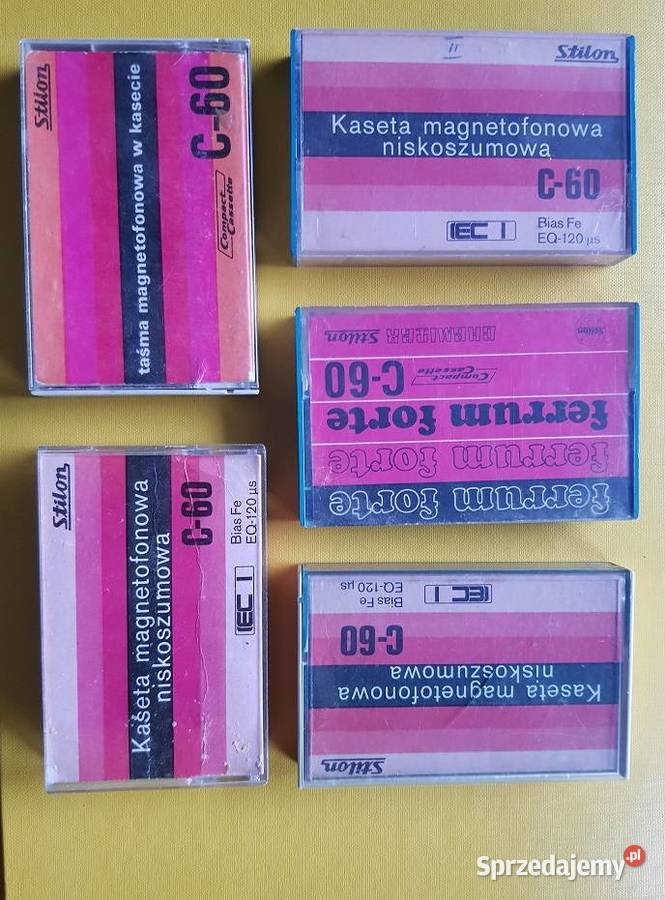 Stilon
taśma magnetofonowa w kasecie
C-60
Compact
Cassette
II
Stilon
Kaseta magnetofonowa
niskoszumowa
C-60
IEC I
Bias Fe
EQ-120 µs
ferrum forte
ferrum forte
ferrum forte
C-60
Compact
Cassette
Stilon
Stilon
Stilon
Kaseta magnetofonowa
niskoszumowa
C-60
Bias Fe
EQ-120 µs
IEC I
Stilon
Kaseta magnetofonowa
niskoszumowa
C-60
IEC I
Bias Fe
EQ-120 µs
Sprzedajemy.pl